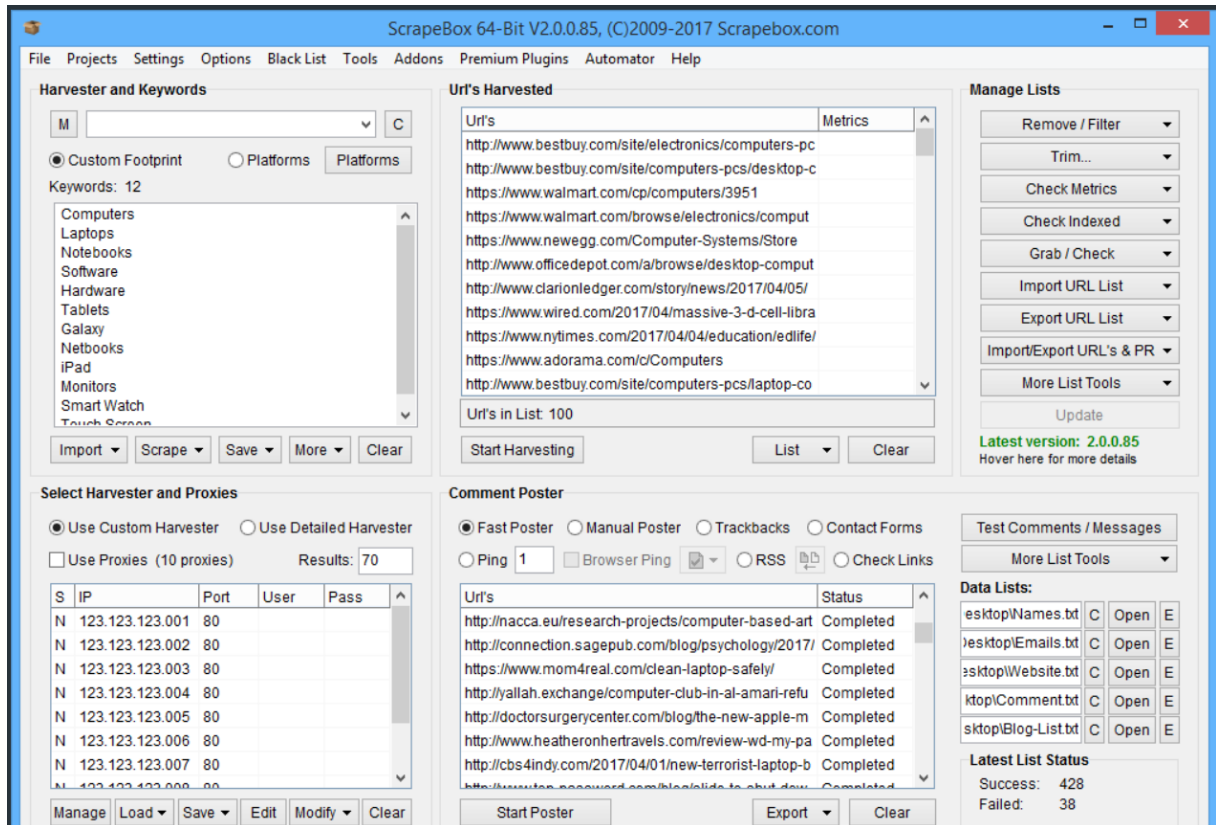 ScrapeBox 64-Bit V2.0.0.85, (C)2009-2017 Scrapebox.com
File Projects Settings Options Black List Tools Addons Premium Plugins Automator Help
Harvester and Keywords
M C
Custom Footprint Platforms Platforms
Keywords: 12
Computers
Laptops
Notebooks
Software
Hardware
Tablets
Galaxy
Netbooks
iPad
Monitors
Smart Watch
Touch Screen
Import Scrape Save More Clear
Url's Harvested
Url's Metrics
http://www.bestbuy.com/site/electronics/computers-pc
http://www.bestbuy.com/site/computers-pcs/desktop-c
https://www.walmart.com/cp/computers/3951
https://www.walmart.com/browse/electronics/comput
https://www.newegg.com/Computer-Systems/Store
http://www.officedepot.com/a/browse/desktop-comput
http://www.clarionledger.com/story/news/2017/04/05/
https://www.wired.com/2017/04/massive-3-d-cell-libra
https://www.nytimes.com/2017/04/04/education/edlife/
https://www.adorama.com/c/Computers
http://www.bestbuy.com/site/computers-pcs/laptop-co
Url's in List: 100
Start Harvesting List Clear
Manage Lists
Remove / Filter
Trim...
Check Metrics
Check Indexed
Grab / Check
Import URL List
Export URL List
Import/Export URL's & PR
More List Tools
Update
Latest version: 2.0.0.85
Hover here for more details
Select Harvester and Proxies
Use Custom Harvester Use Detailed Harvester
Use Proxies (10 proxies) Results: 70
S IP Port User Pass
N 123.123.123.001 80
N 123.123.123.002 80
N 123.123.123.003 80
N 123.123.123.004 80
N 123.123.123.005 80
N 123.123.123.006 80
N 123.123.123.007 80
N 123.123.123.008 80
Manage Load Save Edit Modify Clear
Comment Poster
Fast Poster Manual Poster Trackbacks Contact Forms
Ping 1 Browser Ping RSS Check Links
Url's Status
http://nacca.eu/research-projects/computer-based-art Completed
http://connection.sagepub.com/blog/psychology/2017/ Completed
https://www.mom4real.com/clean-laptop-safely/ Completed
http://yallah.exchange/computer-club-in-al-amari-refu Completed
http://doctorsurgerycenter.com/blog/the-new-apple-m Completed
http://www.heatheronhertravels.com/review-wd-my-pa Completed
http://cbs4indy.com/2017/04/01/new-terrorist-laptop-b Completed
http://www.top-password.com/blog/slide-to-shut-dow Completed
Start Poster Export Clear
Test Comments / Messages
More List Tools
Data Lists:
esktop\Names.txt C Open E
Desktop\Emails.txt C Open E
esktop\Website.txt C Open E
ktop\Comment.txt C Open E
sktop\Blog-List.txt C Open E
Latest List Status
Success: 428
Failed: 38